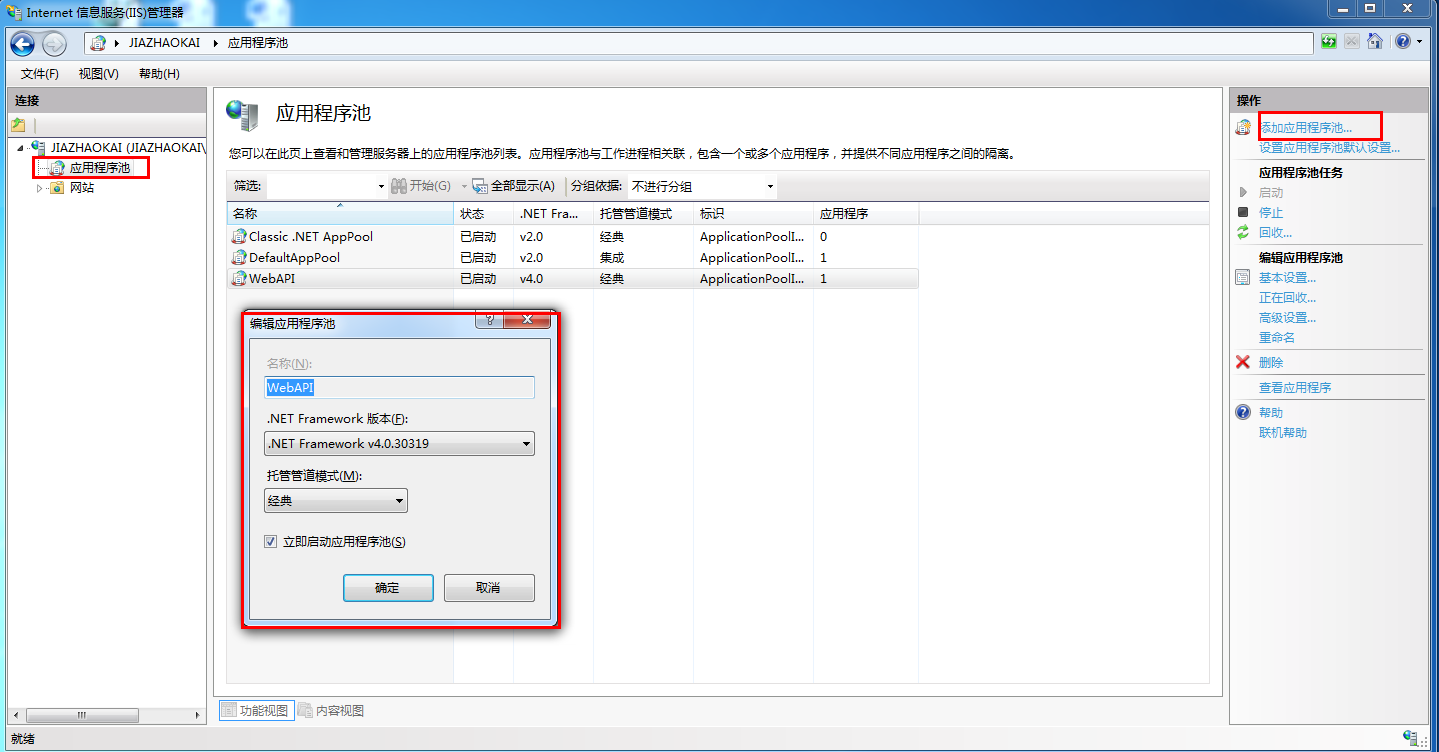 Internet 信息服务(IIS)管理器
JIAZHAOKAI 应用程序池
文件(F) 视图(V) 帮助(H)
连接
JIAZHAOKAI (JIAZHAOKAI\
应用程序池
网站
应用程序池
您可以在此页上查看和管理服务器上的应用程序池列表。应用程序池与工作进程相关联，包含一个或多个应用程序，并提供不同应用程序之间的隔离。
筛选: 开始(G) 全部显示(A) 分组依据: 不进行分组
名称 状态 .NET Fra... 托管管道模式 标识 应用程序
Classic .NET AppPool 已启动 v2.0 经典 ApplicationPoolI... 0
DefaultAppPool 已启动 v2.0 集成 ApplicationPoolI... 1
WebAPI 已启动 v4.0 经典 ApplicationPoolI... 1
编辑应用程序池
名称(N):
WebAPI
.NET Framework 版本(F):
.NET Framework v4.0.30319
托管管道模式(M):
经典
立即启动应用程序池(S)
确定 取消
操作
添加应用程序池...
设置应用程序池默认设置...
应用程序池任务
启动
停止
回收...
编辑应用程序池
基本设置...
正在回收...
高级设置...
重命名
删除
查看应用程序
帮助
联机帮助
功能视图 内容视图
就绪